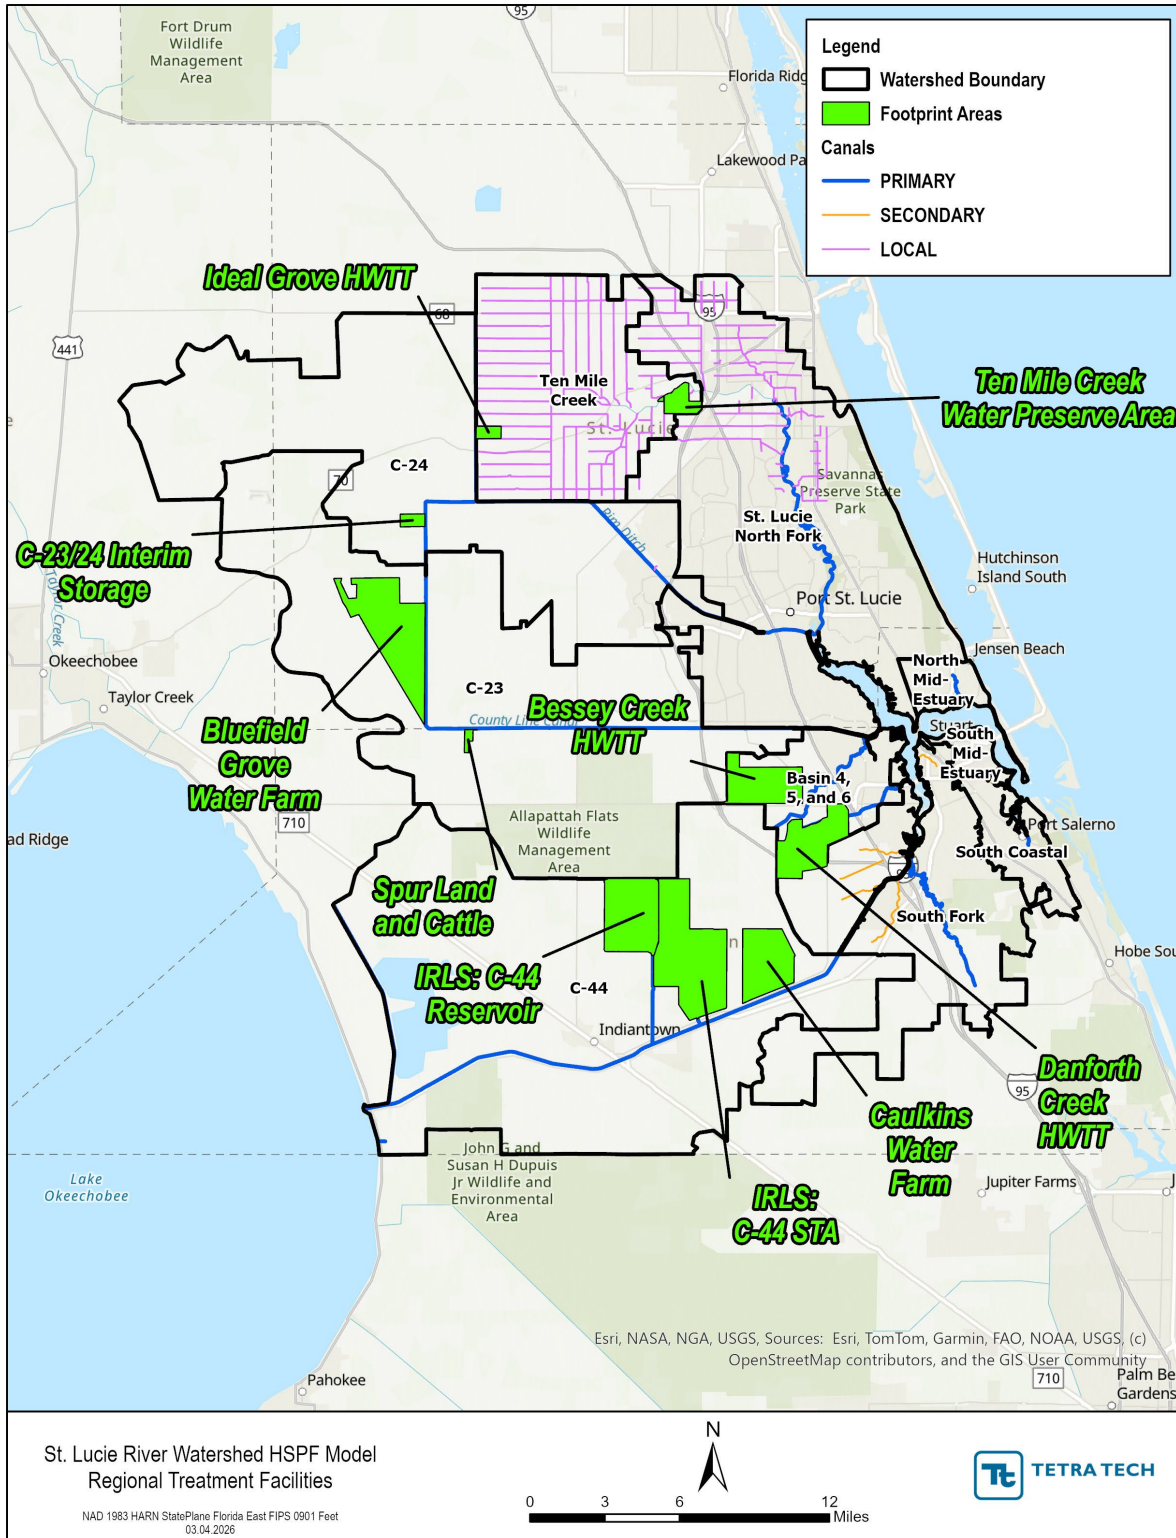 95
Fort Drum
Wildlife
Management
Area
Legend
Watershed Boundary
Footprint Areas
Canals
PRIMARY
SECONDARY
LOCAL
Florida Ridg
Lakewood Pa
Ideal Grove HWTT
68
95
441
Ten Mile
Creek
Ten Mile Creek
Water Preserve Area
St. Lucie
C-24
70
Savannas
Preserve State
Park
St. Lucie
North Fork
Rim Ditch
C-23/24 Interim
Storage
Taylor Creek
Hutchinson
Island South
Port St. Lucie
e
Okeechobee
Taylor Creek
Jensen Beach
North
Mid-
Estuary
C-23
Bessey Creek
HWTT
County Line Canal
Stuart
South
Mid-
Estuary
Bluefield
Grove
Water Farm
Basin 4,
5, and 6
710
ad Ridge
Allapattah Flats
Wildlife
Management
Area
Port Salerno
South Coastal
Spur Land
and Cattle
South Fork
n
Hobe Sou
IRLS: C-44
Reservoir
C-44
Indiantown
Danforth
Creek
HWTT
95
Caulkins
Water
Farm
John G and
Susan H Dupuis
Jr Wildlife and
Environmental
Area
Lake
Okeechobee
Jupiter Farms
J
IRLS:
C-44 STA
Esri, NASA, NGA, USGS, Sources: Esri, TomTom, Garmin, FAO, NOAA, USGS, (c)
OpenStreetMap contributors, and the GIS User Community
Pahokee
710
Palm Be
Gardens
St. Lucie River Watershed HSPF Model
Regional Treatment Facilities
NAD 1983 HARN StatePlane Florida East FIPS 0901 Feet
03.04.2026
N
0 3 6 12
Miles
Tt TETRA TECH